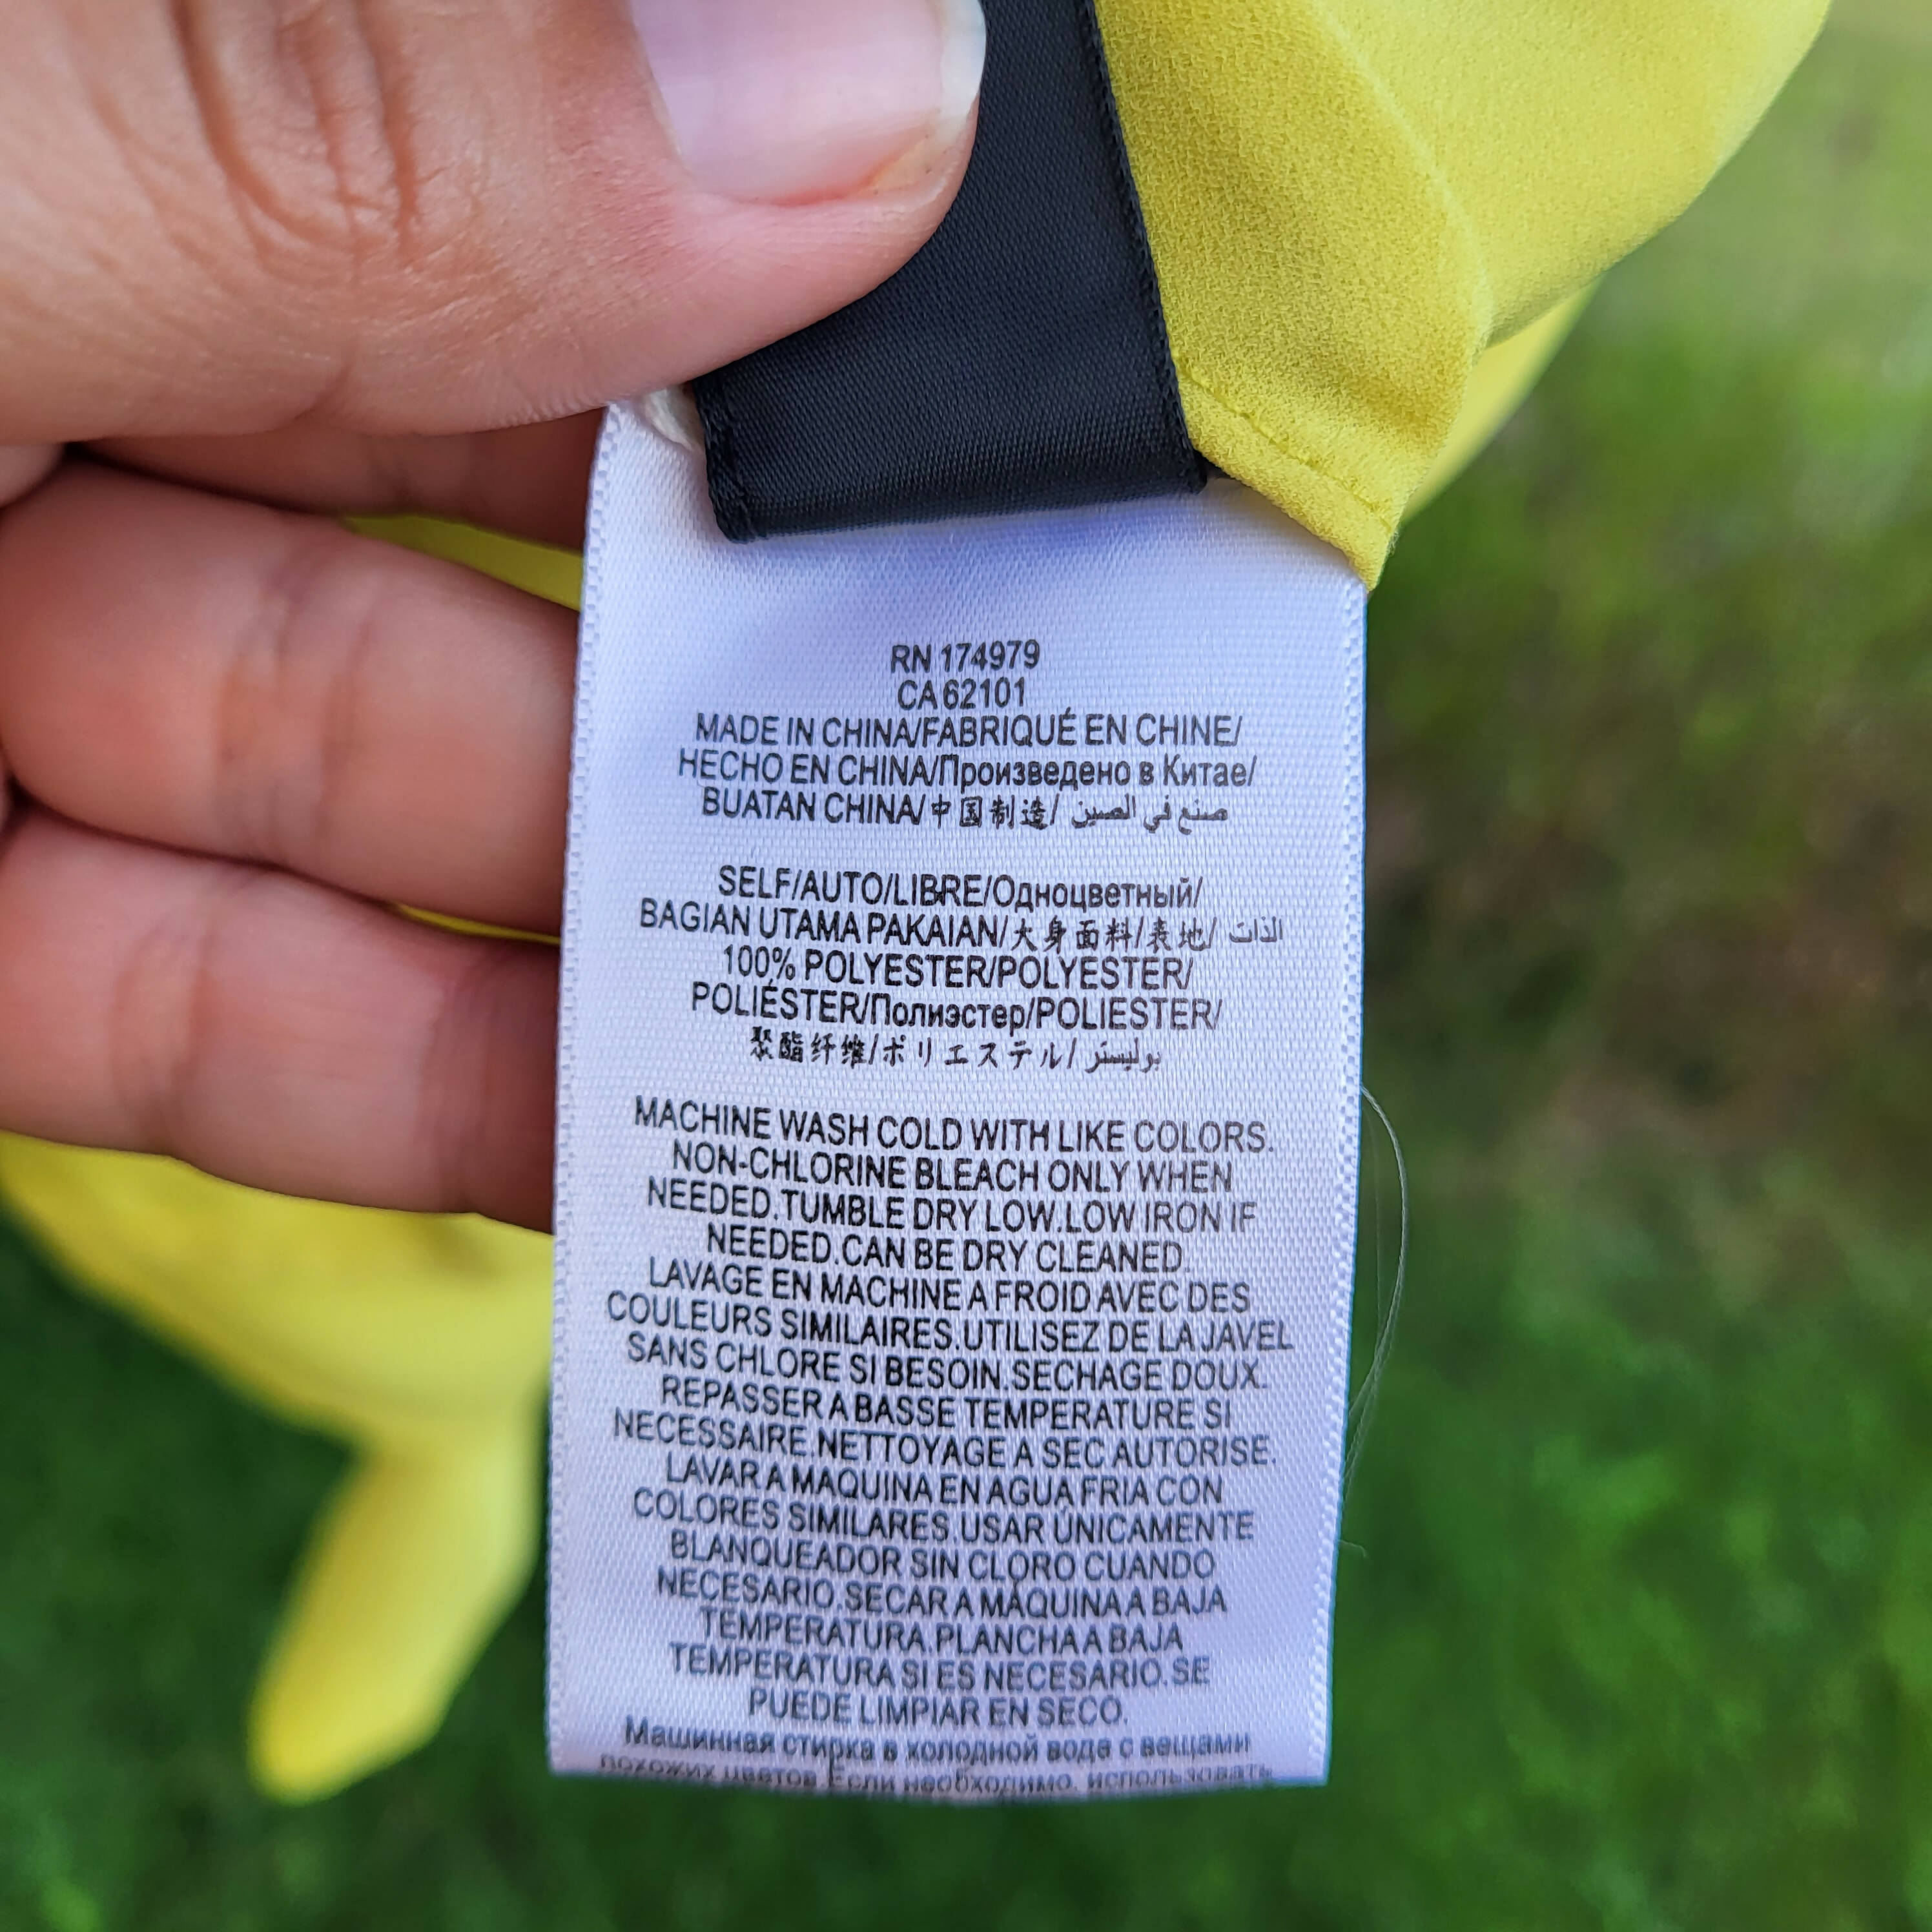 RN 174979
CA 62101
MADE IN CHINA/FABRIQUÉ EN CHINE/
HECHO EN CHINA/Произведено в Китае/
BUATAN CHINA/中国制造/ صنع في الصين
SELF/AUTO/LIBRE/Одноцветный/
BAGIAN UTAMA PAKAIAN/大身面料/表地/ الذات
100% POLYESTER/POLYESTER/
POLIÉSTER/Полиэстер/POLIESTER/
聚酯纤维/ポリエステル/ بوليستر
MACHINE WASH COLD WITH LIKE COLORS.
NON-CHLORINE BLEACH ONLY WHEN
NEEDED.TUMBLE DRY LOW.LOW IRON IF
NEEDED.CAN BE DRY CLEANED
LAVAGE EN MACHINE A FROID AVEC DES
COULEURS SIMILAIRES.UTILISEZ DE LA JAVEL
SANS CHLORE SI BESOIN.SECHAGE DOUX.
REPASSER A BASSE TEMPERATURE SI
NECESSAIRE.NETTOYAGE A SEC AUTORISE.
LAVAR A MAQUINA EN AGUA FRIA CON
COLORES SIMILARES.USAR ÚNICAMENTE
BLANQUEADOR SIN CLORO CUANDO
NECESARIO.SECAR A MÁQUINA A BAJA
TEMPERATURA.PLANCHA A BAJA
TEMPERATURA SI ES NECESARIO.SE
PUEDE LIMPIAR EN SECO.
Машинная стирка в холодной воде с вещами
похожих цветов.Если необходимо, использовать